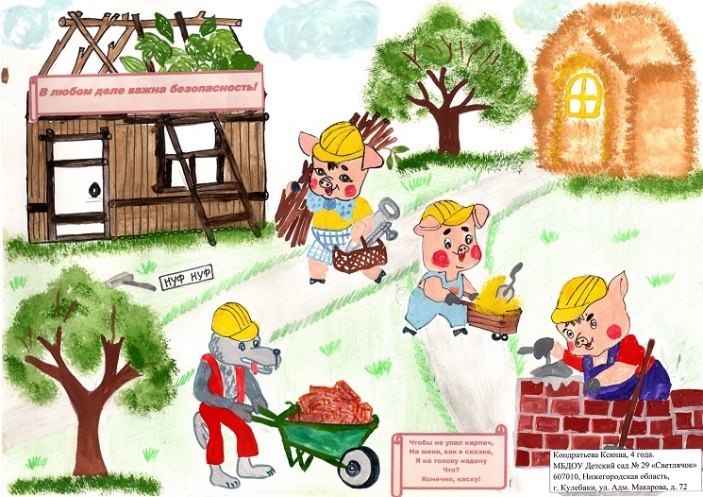 В любом деле важна безопасность!
НУФ НУФ
Чтобы не упал кирпич,
На меня, как в сказке,
Я на голову надену
Что?
Конечно, каску!
Кондратьева Ксюша, 4 года.
МБДОУ Детский сад № 29 «Светлячок»
607010, Нижегородская область,
г. Кулебаки, ул. Адм. Макарова, д. 72